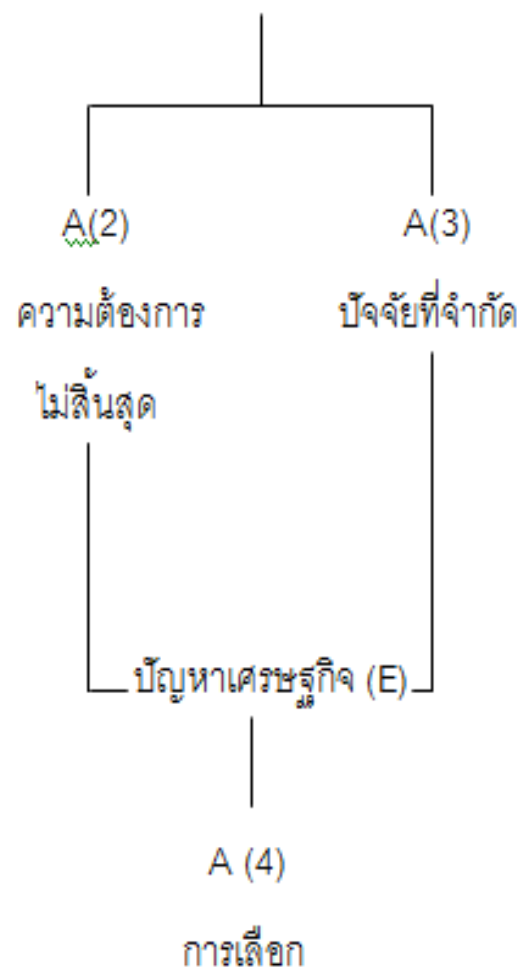 A(2)
A(3)
ความต้องการ
ปัจจัยที่จำกัด
ไม่สิ้นสุด
ปัญหาเศรษฐกิจ (E)
A (4)
การเลือก